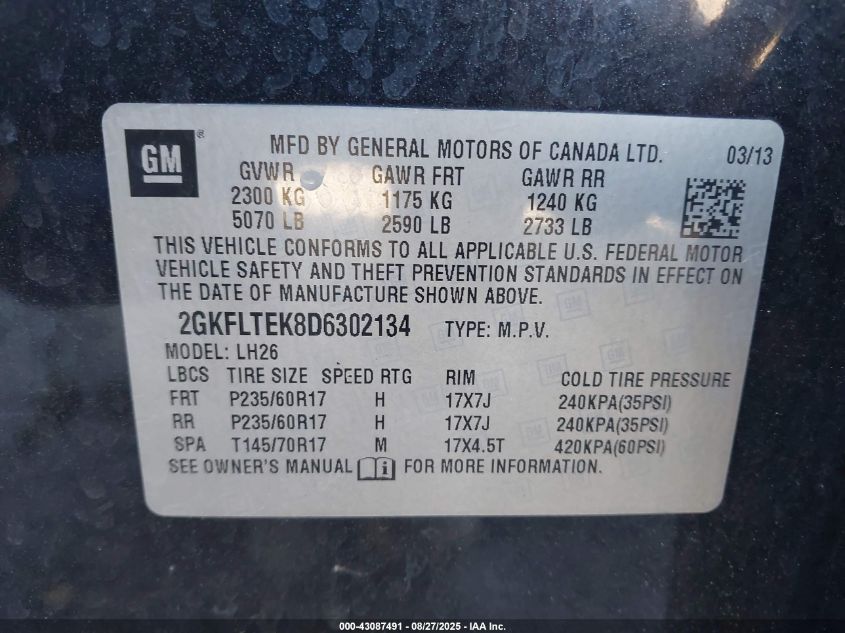 GM ®
MFD BY GENERAL MOTORS OF CANADA LTD. 03/13
GVWR GAWR FRT GAWR RR
2300 KG 1175 KG 1240 KG
5070 LB 2590 LB 2733 LB
THIS VEHICLE CONFORMS TO ALL APPLICABLE U.S. FEDERAL MOTOR
VEHICLE SAFETY AND THEFT PREVENTION STANDARDS IN EFFECT ON
THE DATE OF MANUFACTURE SHOWN ABOVE.
2GKFLTEK8D6302134 TYPE: M.P.V.
MODEL: LH26
LBCS TIRE SIZE SPEED RTG RIM COLD TIRE PRESSURE
FRT P235/60R17 H 17X7J 240KPA(35PSI)
RR P235/60R17 H 17X7J 240KPA(35PSI)
SPA T145/70R17 M 17X4.5T 420KPA(60PSI)
SEE OWNER'S MANUAL i FOR MORE INFORMATION.
000-43087491 - 08/27/2025 - IAA Inc.